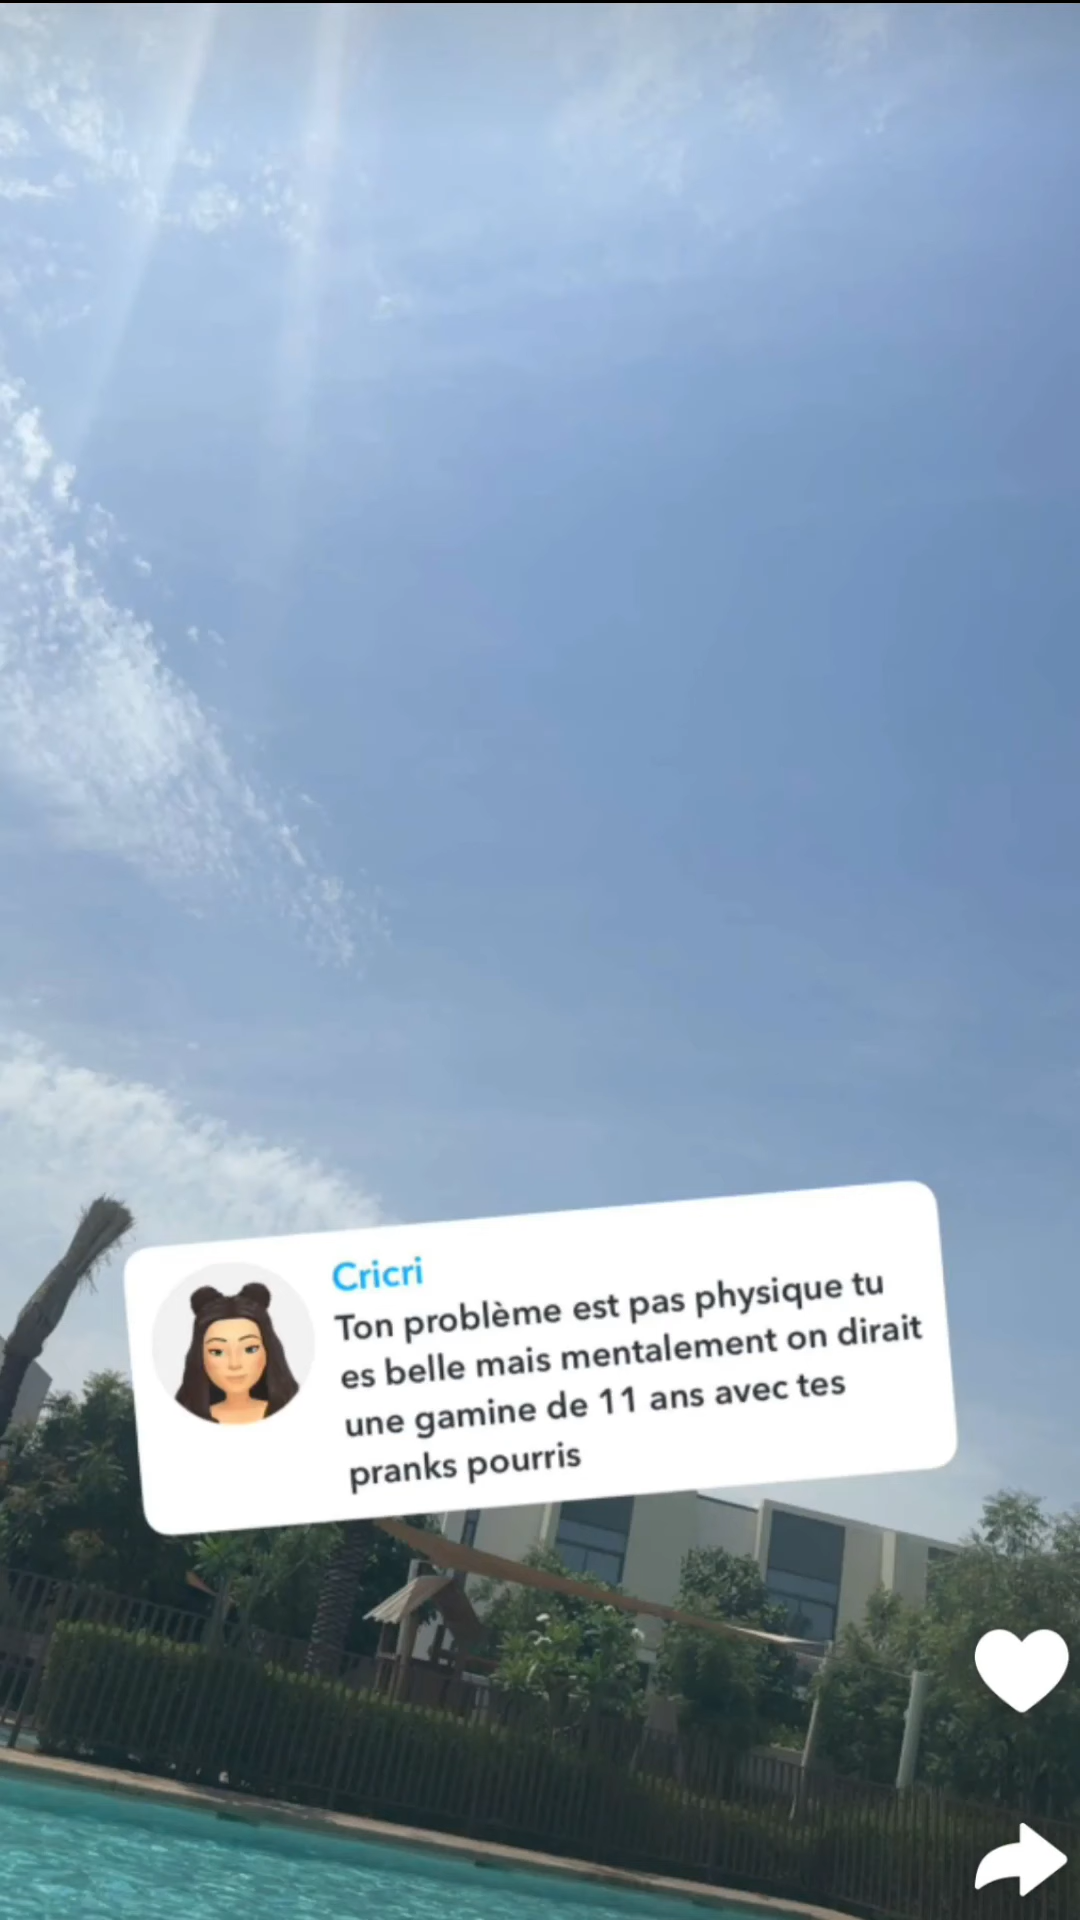 Cricri
Ton problème est pas physique tu
es belle mais mentalement on dirait
une gamine de 11 ans avec tes
pranks pourris